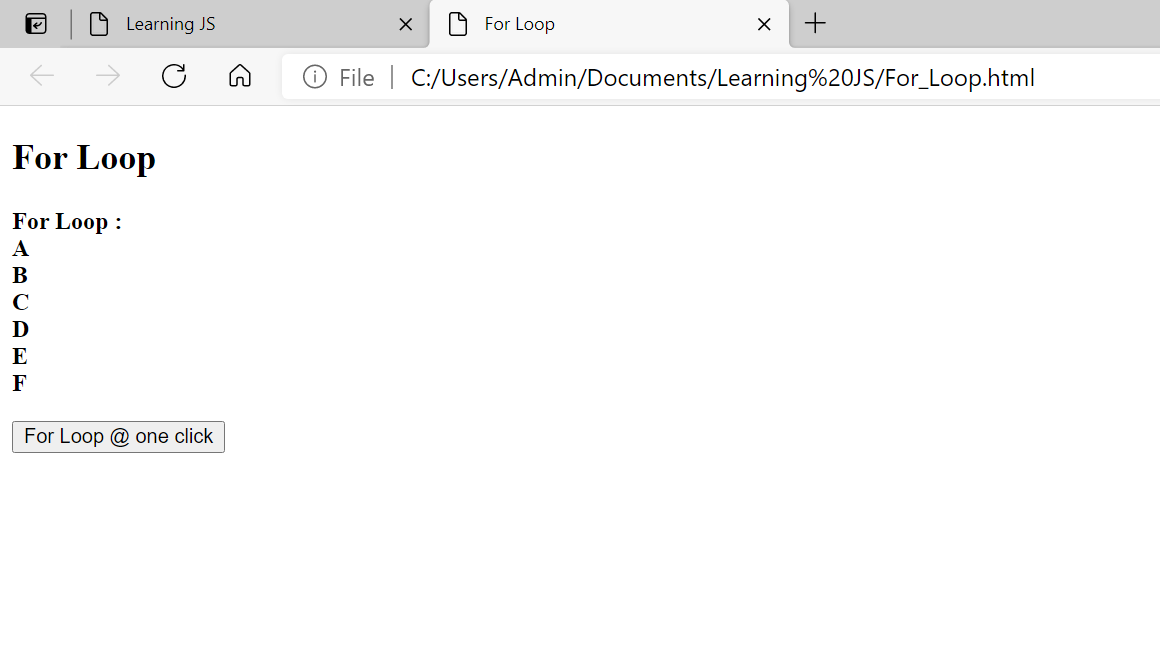 Learning JS
For Loop
File
C:/Users/Admin/Documents/Learning%20JS/For_Loop.html
For Loop
For Loop :
A
B
C
D
E
F
For Loop @ one click